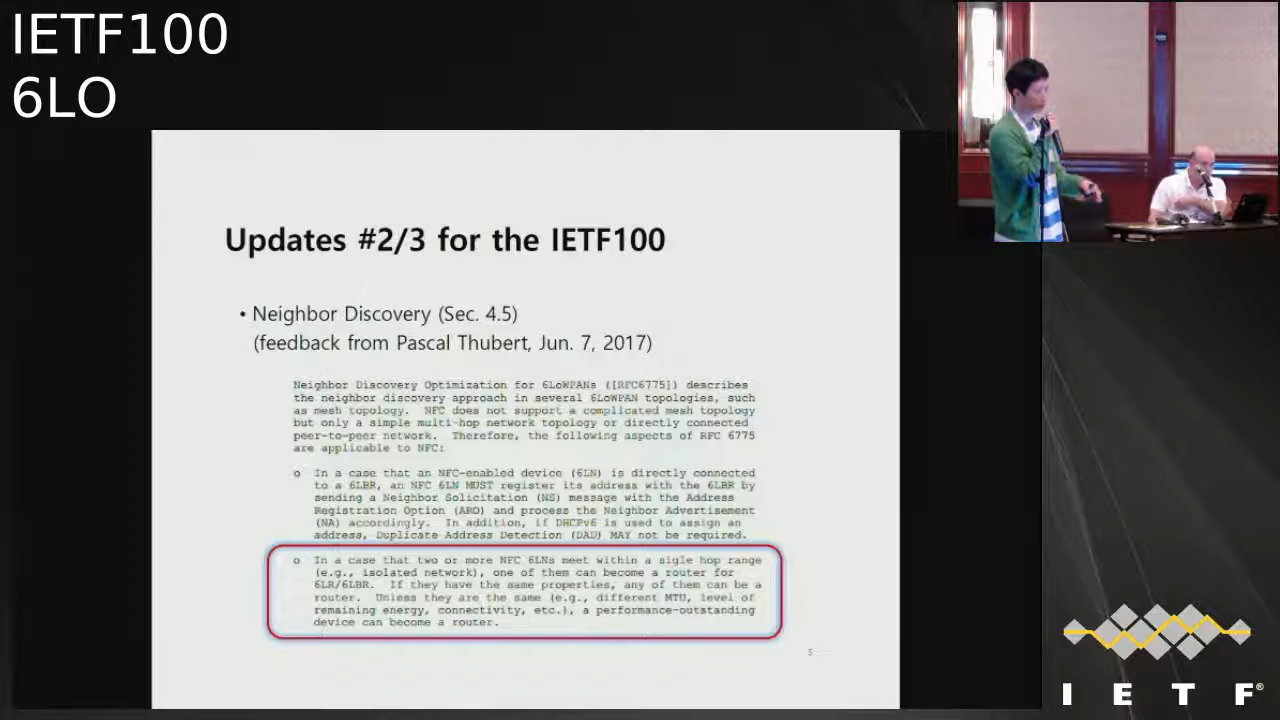 IETF100
6LO
Updates #2/3 for the IETF100
• Neighbor Discovery (Sec. 4.5)
(feedback from Pascal Thubert, Jun. 7, 2017)
Neighbor Discovery Optimization for 6LoWPANs ([RFC6775]) describes
the neighbor discovery approach in several 6LoWPAN topologies, such
as mesh topology. NFC does not support a complicated mesh topology
but only a simple multi-hop network topology or directly connected
peer-to-peer network. Therefore, the following aspects of RFC 6775
are applicable to NFC:
o In a case that an NFC-enabled device (6LN) is directly connected
to a 6LBR, an NFC 6LN MUST register its address with the 6LBR by
sending a Neighbor Solicitation (NS) message with the Address
Registration Option (ARO) and process the Neighbor Advertisement
(NA) accordingly. In addition, if DHCPv6 is used to assign an
address, Duplicate Address Detection (DAD) MAY not be required.
o In a case that two or more NFC 6LNs meet within a sigle hop range
(e.g., isolated network), one of them can become a router for
6LR/6LBR. If they have the same properties, any of them can be a
router. Unless they are the same (e.g., different MTU, level of
remaining energy, connectivity, etc.), a performance-outstanding
device can become a router.
5
I E T F®